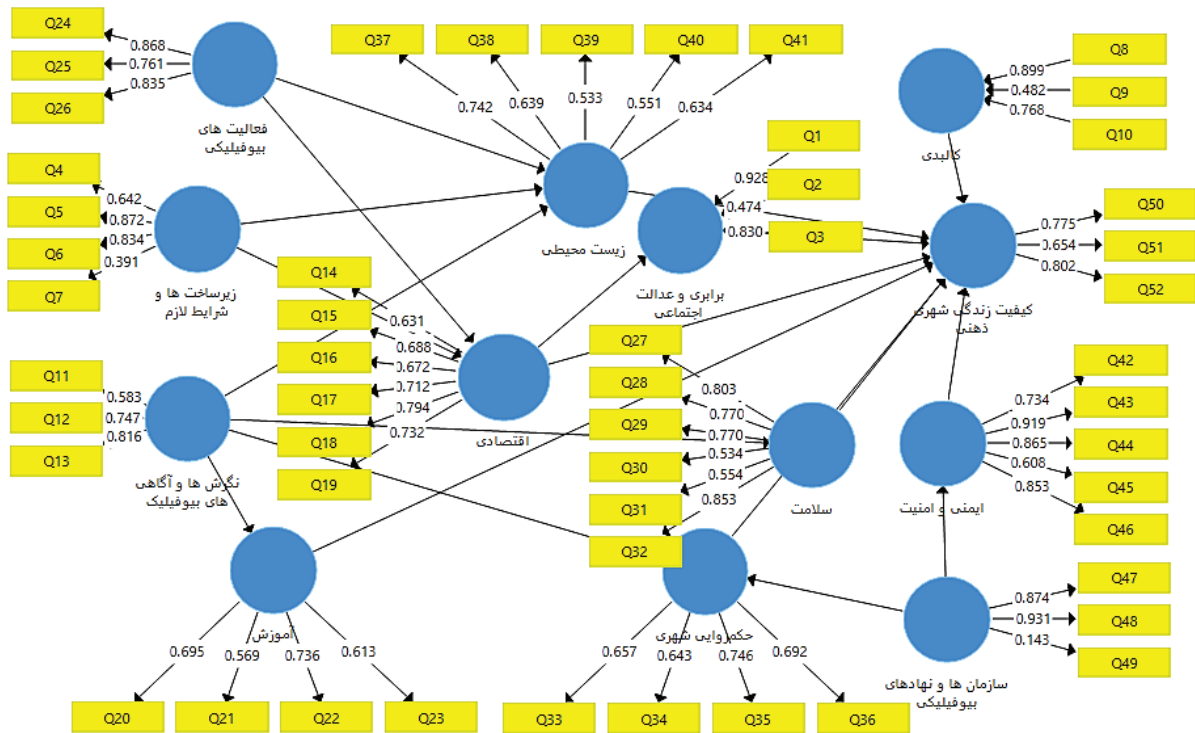 Q24
Q25
Q26
0.868
0.761
0.835
فعالیت های
بیوفیلیکی
Q37
Q38
Q39
Q40
Q41
0.742
0.639
0.533
0.551
0.634
زیست محیطی
Q8
Q9
Q10
0.899
0.482
0.768
کالبدی
Q1
Q2
Q3
0.928
0.474
0.830
برابری و عدالت
اجتماعی
Q4
Q5
Q6
Q7
0.642
0.872
0.834
0.391
زیرساخت ها و
شرایط لازم
Q50
Q51
Q52
0.775
0.654
0.802
کیفیت زندگی شهری
ذهنی
Q14
Q15
Q16
Q17
Q18
Q19
0.631
0.688
0.672
0.712
0.794
0.732
اقتصادی
Q11
Q12
Q13
0.583
0.747
0.816
نگرش ها و آگاهی
های بیوفیلیک
Q27
Q28
Q29
Q30
Q31
Q32
0.803
0.770
0.770
0.534
0.554
0.853
سلامت
Q42
Q43
Q44
Q45
Q46
0.734
0.919
0.865
0.608
0.853
ایمنی و امنیت
آموزش
0.695
0.569
0.736
0.613
Q20
Q21
Q22
Q23
حکم روایی شهری
0.657
0.643
0.746
0.692
Q33
Q34
Q35
Q36
Q47
Q48
Q49
0.874
0.931
0.143
سازمان ها و نهادهای
بیوفیلیکی